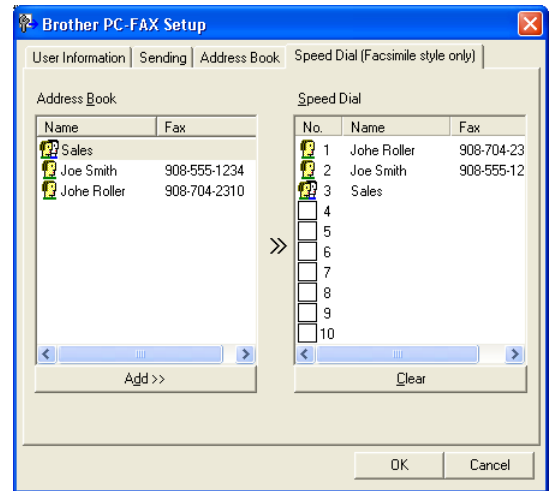 Brother PC-FAX Setup
User Information Sending Address Book Speed Dial (Facsimile style only)
Address Book
Name Fax
Sales
Joe Smith 908-555-1234
Johe Roller 908-704-2310
Add >>
»
Speed Dial
No. Name Fax
1 Johe Roller 908-704-23
2 Joe Smith 908-555-12
3 Sales
4
5
6
7
8
9
10
Clear
OK Cancel